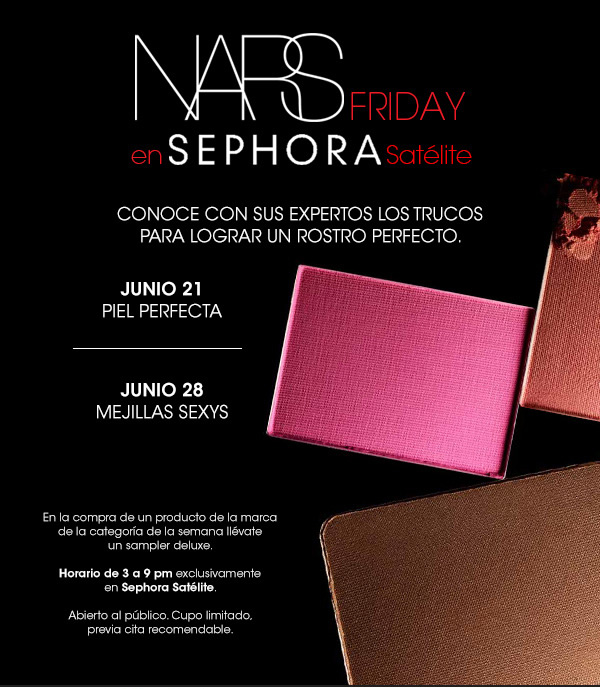 NARS FRIDAY
en SEPHORA Satélite
CONOCE CON SUS EXPERTOS LOS TRUCOS
PARA LOGRAR UN ROSTRO PERFECTO.
JUNIO 21
PIEL PERFECTA
JUNIO 28
MEJILLAS SEXYS
En la compra de un producto de la marca
de la categoría de la semana llévate
un sampler deluxe.
Horario de 3 a 9 pm exclusivamente
en Sephora Satélite.
Abierto al público. Cupo limitado,
previa cita recomendable.